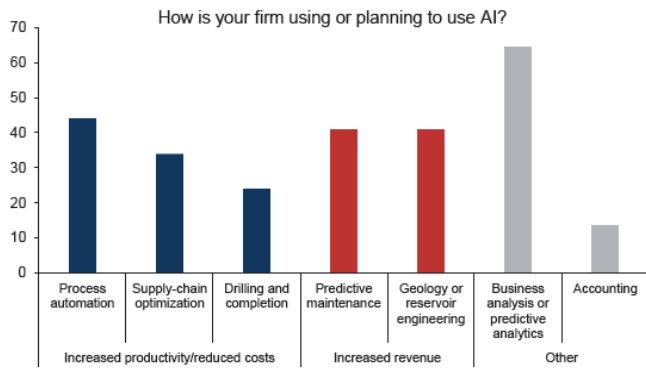 How is your firm using or planning to use AI?
70
60
50
40
30
20
10
0
Process
automation
Supply-chain
optimization
Drilling and
completion
Predictive
maintenance
Geology or
reservoir
engineering
Business
analysis or
predictive
analytics
Accounting
Increased productivity/reduced costs
Increased revenue
Other